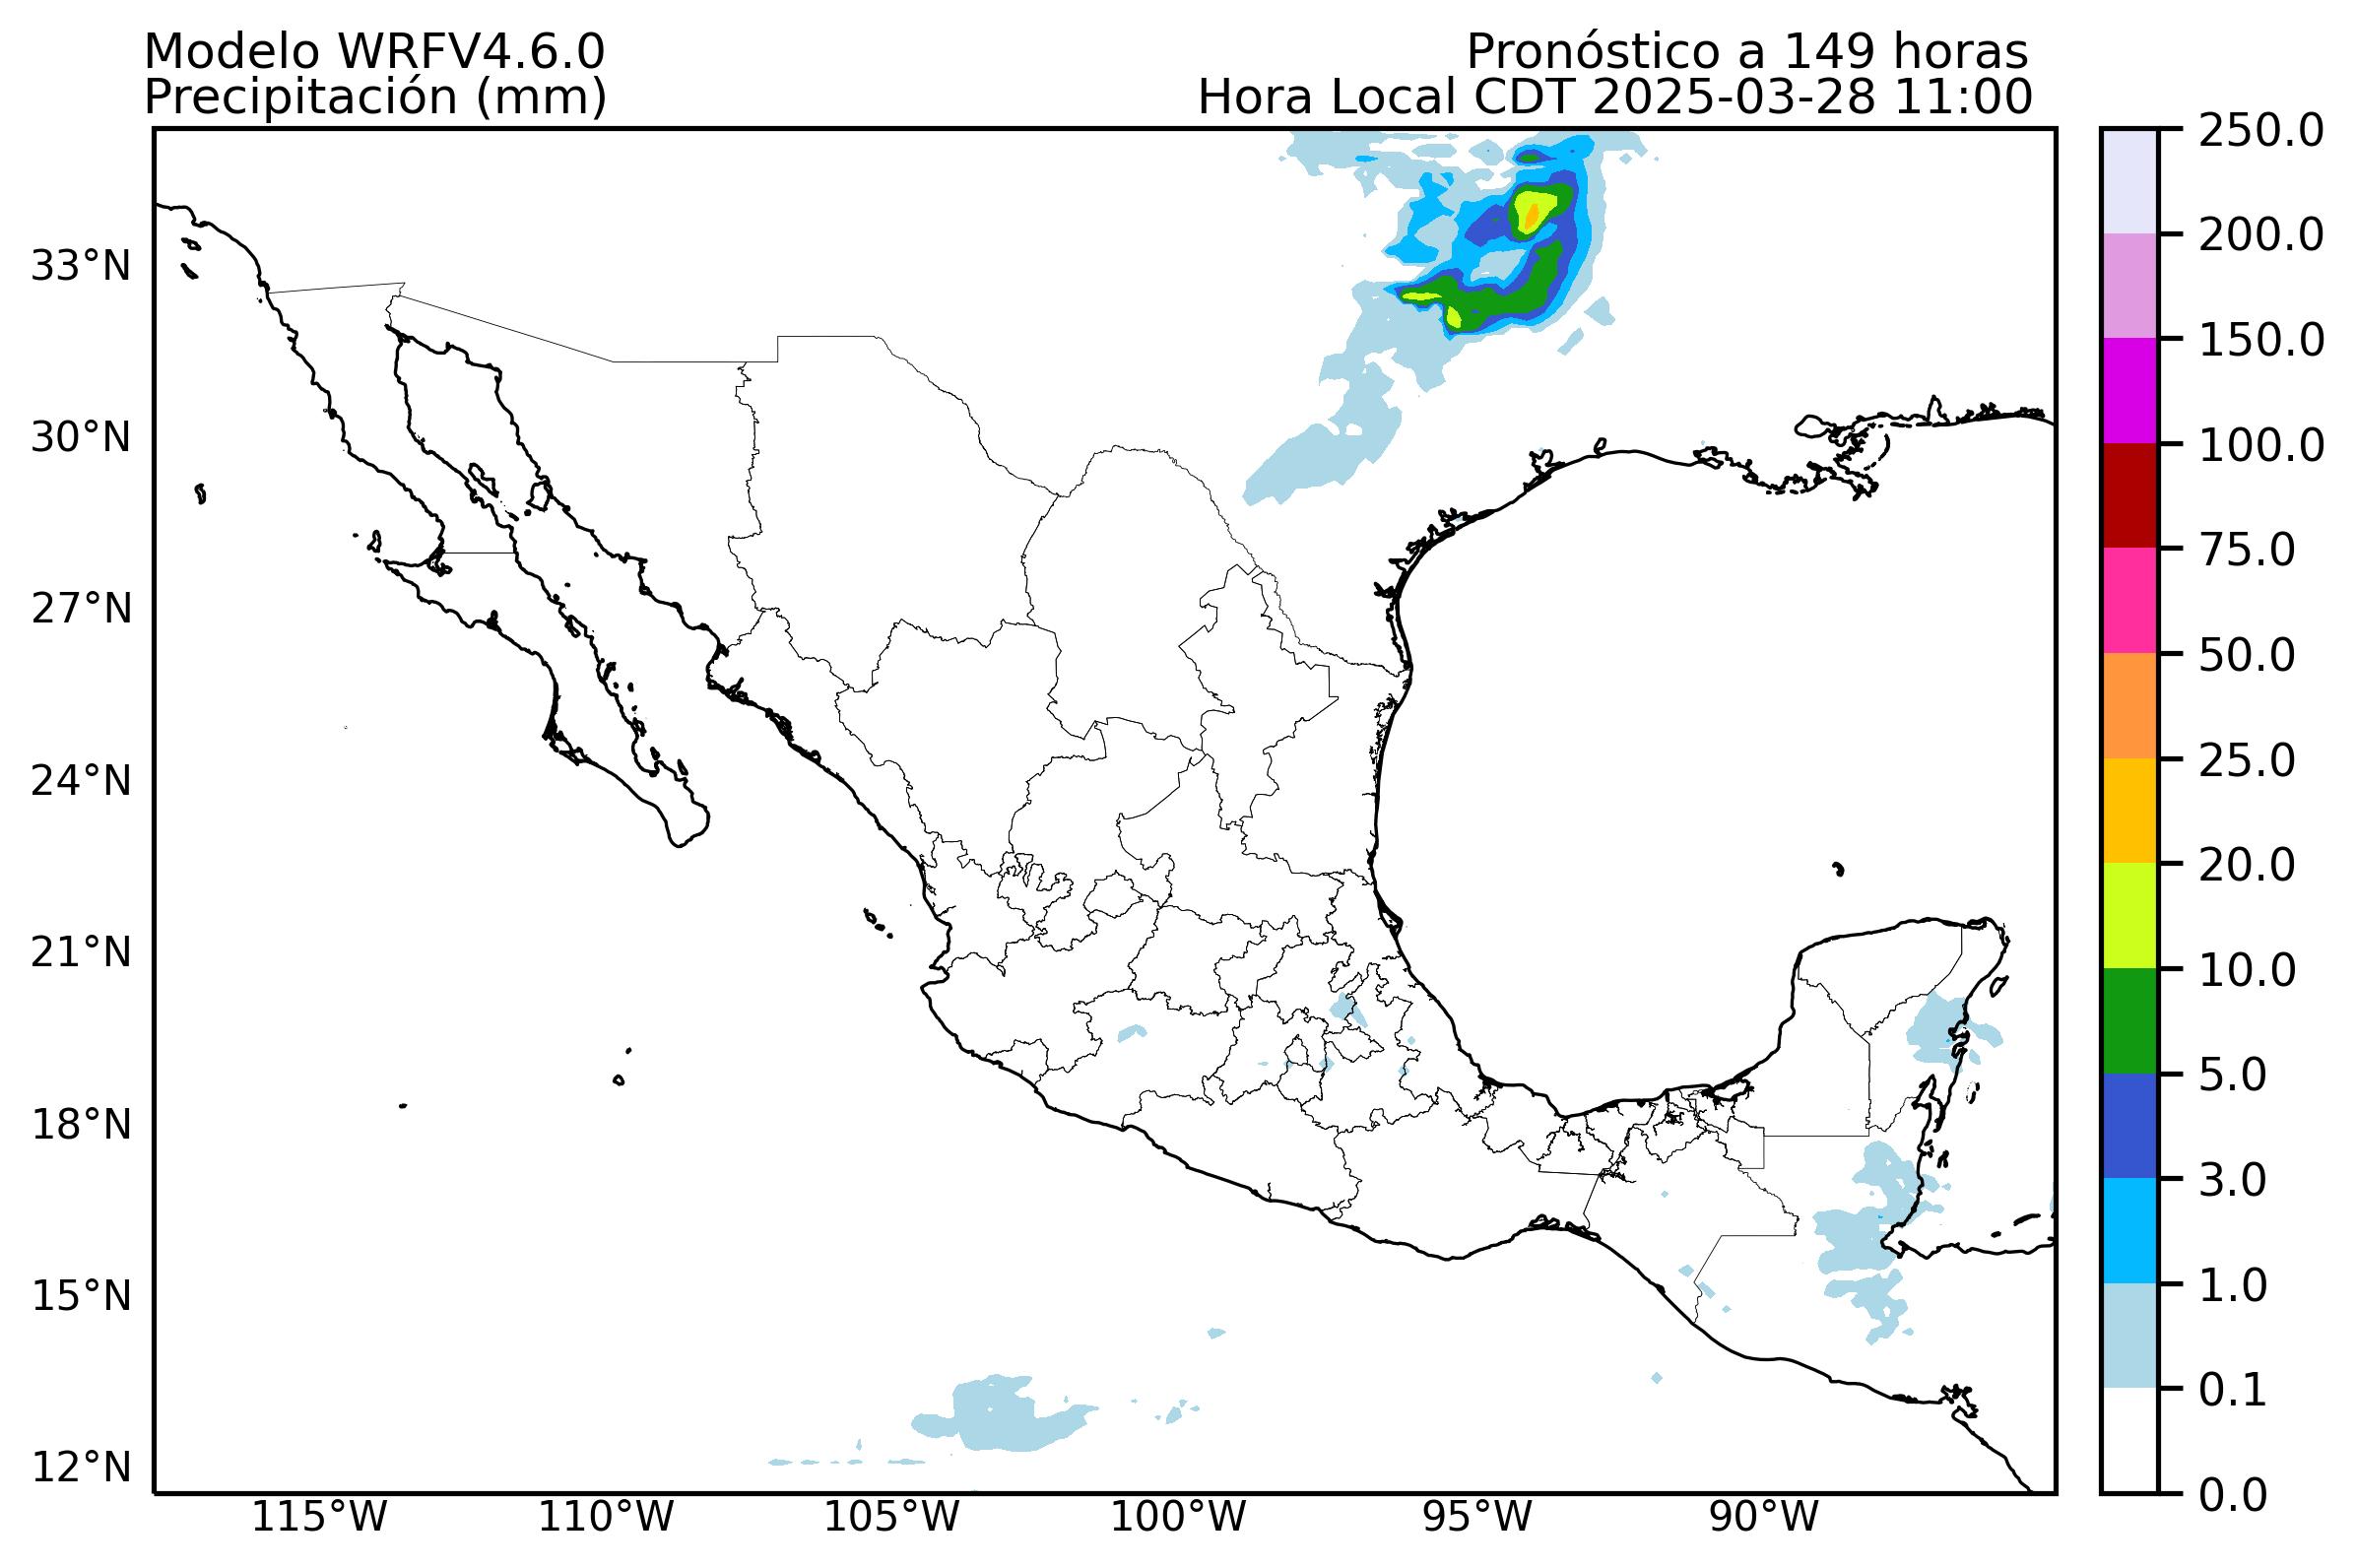 Modelo WRFV4.6.0
Precipitación (mm)
Pronóstico a 149 horas
Hora Local CDT 2025-03-28 11:00
33°N
30°N
27°N
24°N
21°N
18°N
15°N
12°N
115°W
110°W
105°W
100°W
95°W
90°W
250.0
200.0
150.0
100.0
75.0
50.0
25.0
20.0
10.0
5.0
3.0
1.0
0.1
0.0